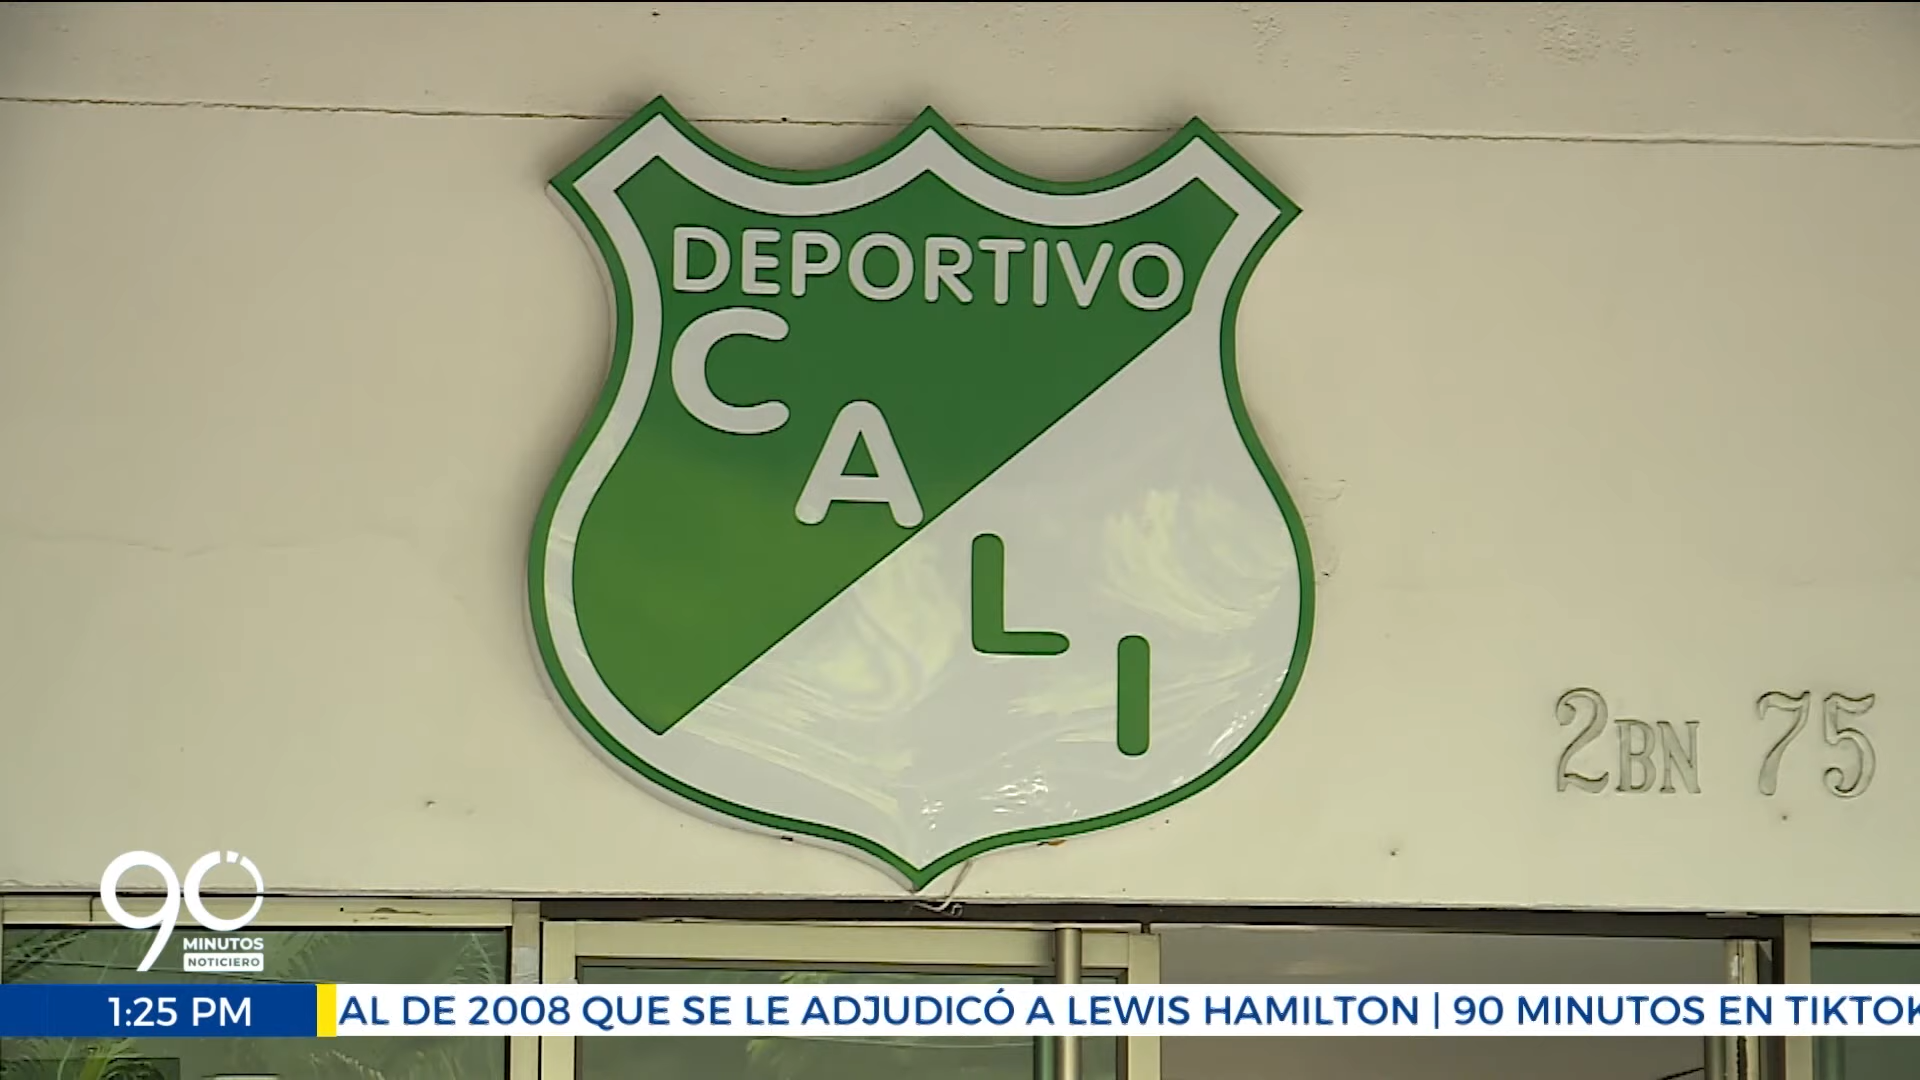 DEPORTIVO
CALI
2BN 75
90
MINUTOS
NOTICIERO
1:25 PM
AL DE 2008 QUE SE LE ADJUDICÓ A LEWIS HAMILTON | 90 MINUTOS EN TIKTOK